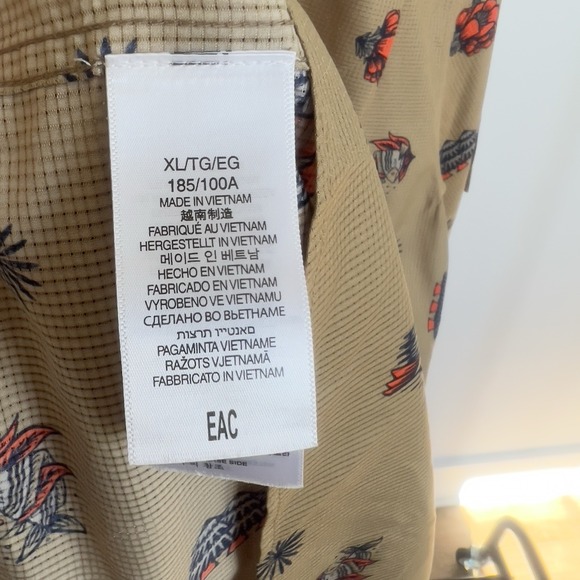 XL/TG/EG
185/100A
MADE IN VIETNAM
越南制造
FABRIQUÉ AU VIETNAM
HERGESTELLT IN VIETNAM
메이드 인 베트남
HECHO EN VIETNAM
FABRICADO EN VIETNAM
VYROBENO VE VIETNAMU
СДЕЛАНО ВО ВЬЕТНАМЕ
PAGAMINTA VIETNAME
RAŽOTS VJETNAMĀ
FABBRICATO IN VIETNAM
EAC
SIDE